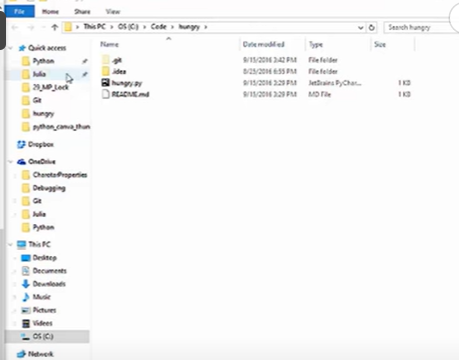 File Home Share View
This PC > OS (C:) > Code > hungry >
Search hungry
Name Date modified Type Size
Quick access
Python
Julia
29_MP_Lock
Git
hungry
python_canva_thun
Dropbox
OneDrive
CharacterProperties
Debugging
Git
Julia
Python
This PC
Desktop
Documents
Downloads
Music
Pictures
Videos
OS (C:)
Network
.git 9/15/2016 3:42 PM File folder
.idea 8/23/2016 6:59 PM File folder
hungry.py 9/15/2016 3:29 PM JetBrains PyChar... 1 KB
README.md 9/15/2016 3:29 PM MD File 1 KB